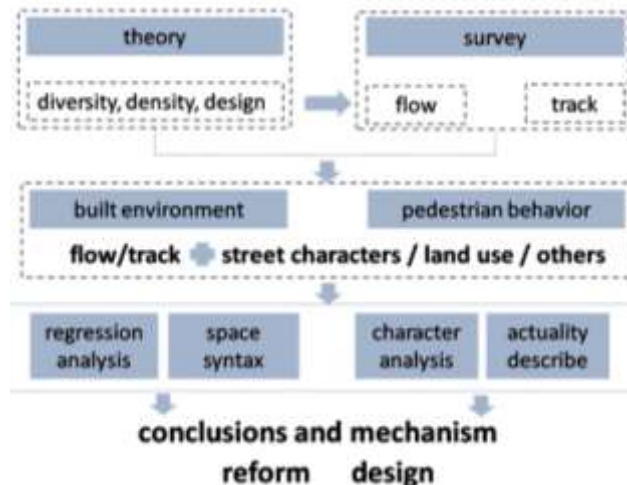 theory
survey
diversity, density, design
flow
track
built environment
pedestrian behavior
flow/track street characters / land use / others
regression analysis
space syntax
character analysis
actuality describe
conclusions and mechanism
reform design